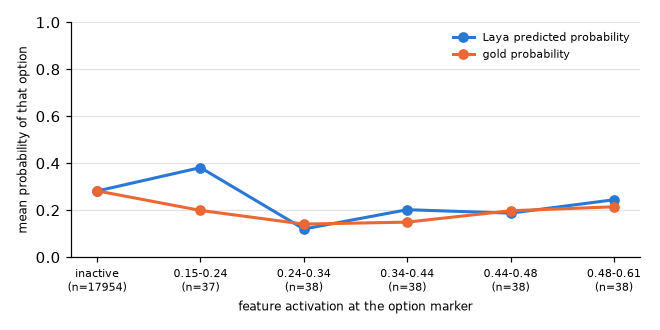 mean probability of that option
1.0
0.8
0.6
0.4
0.2
0.0
Laya predicted probability
gold probability
inactive 0.15-0.24 0.24-0.34 0.34-0.44 0.44-0.48 0.48-0.61
(n=17954) (n=37) (n=38) (n=38) (n=38) (n=38)
feature activation at the option marker